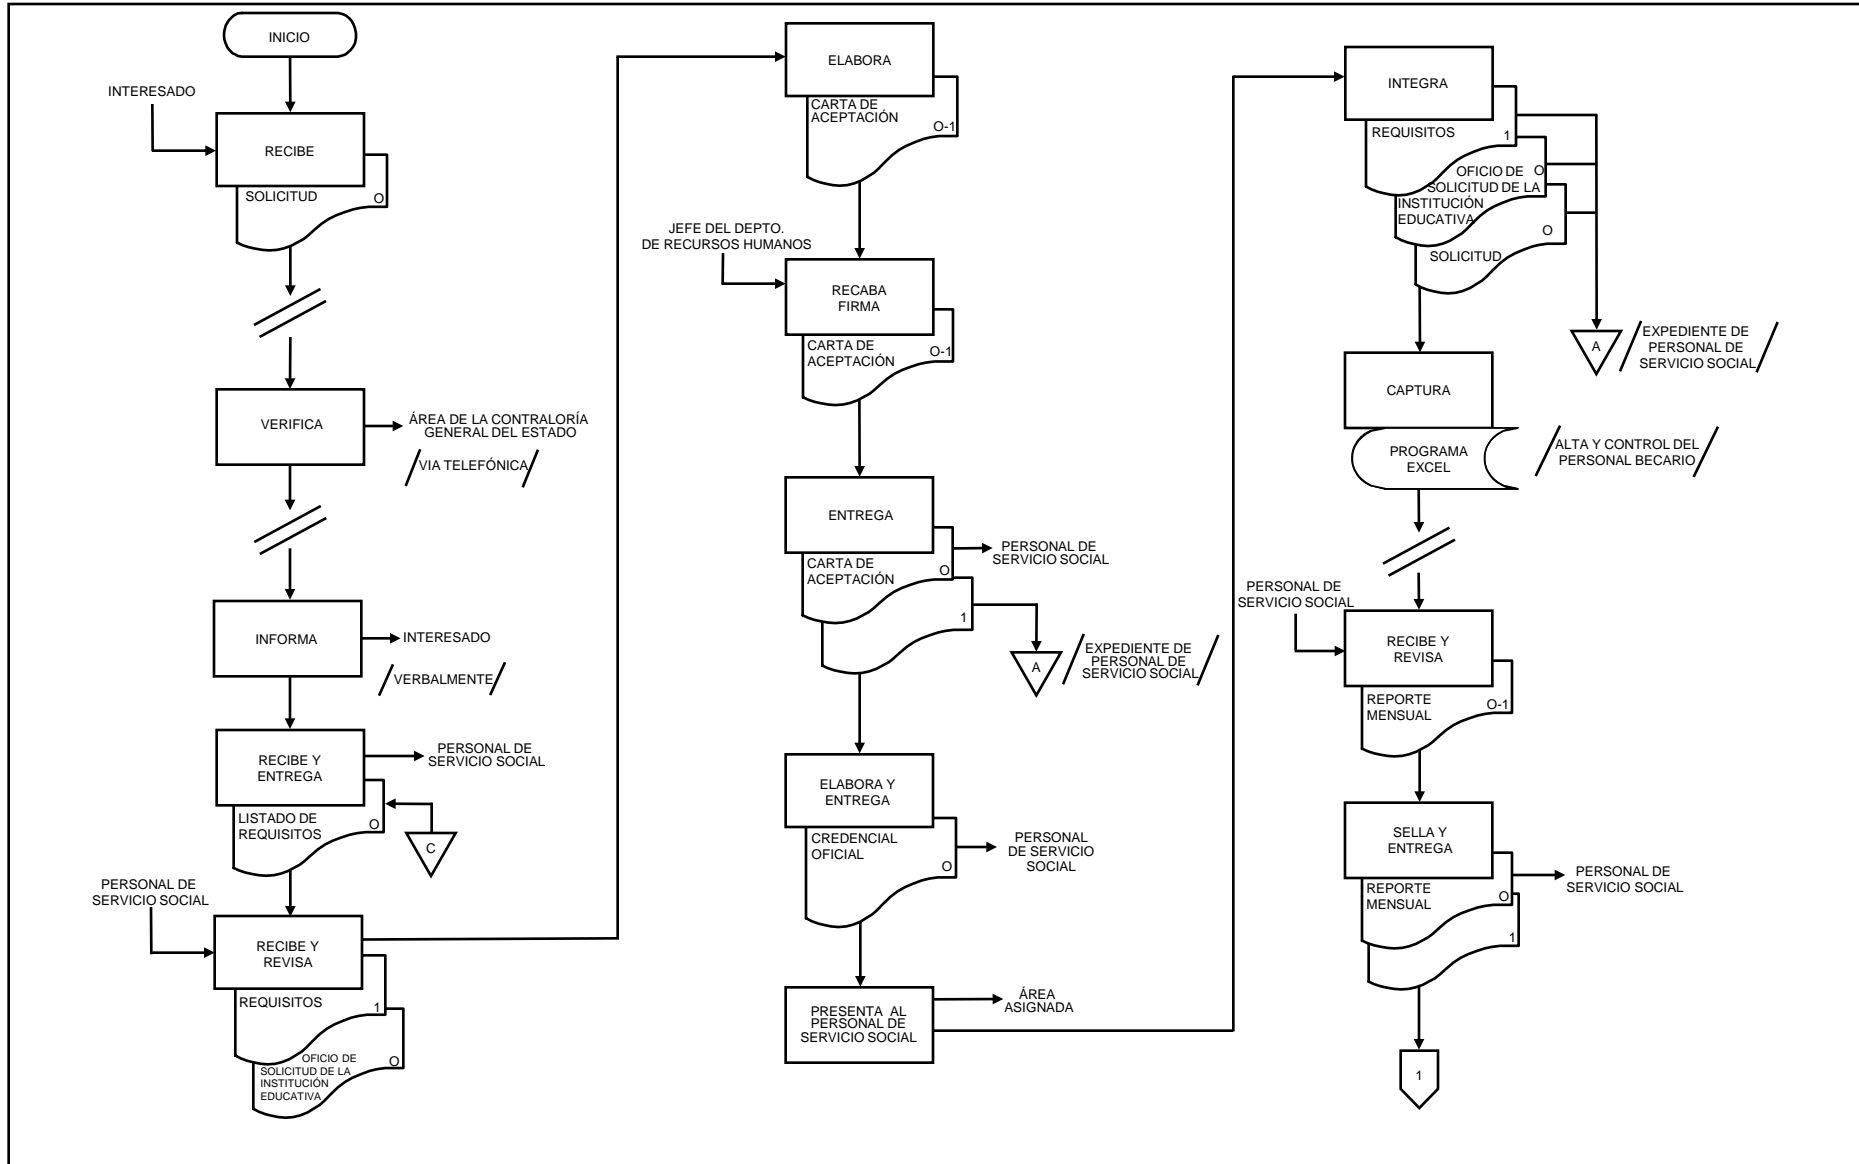 INICIO
INTERESADO
RECIBE
SOLICITUD
O
VERIFICA
ÁREA DE LA CONTRALORÍA
GENERAL DEL ESTADO
VIA TELEFÓNICA
INFORMA
INTERESADO
VERBALMENTE
RECIBE Y
ENTREGA
PERSONAL DE
SERVICIO SOCIAL
LISTADO DE
REQUISITOS
O
C
PERSONAL DE
SERVICIO SOCIAL
RECIBE Y
REVISA
REQUISITOS
1
OFICIO DE
SOLICITUD DE LA
INSTITUCIÓN
EDUCATIVA
O
ELABORA
CARTA DE
ACEPTACIÓN
O-1
JEFE DEL DEPTO.
DE RECURSOS HUMANOS
RECABA
FIRMA
CARTA DE
ACEPTACIÓN
O-1
ENTREGA
CARTA DE
ACEPTACIÓN
O
PERSONAL DE
SERVICIO SOCIAL
1
A
EXPEDIENTE DE
PERSONAL DE
SERVICIO SOCIAL
ELABORA Y
ENTREGA
CREDENCIAL
OFICIAL
O
PERSONAL
DE SERVICIO
SOCIAL
PRESENTA AL
PERSONAL DE
SERVICIO SOCIAL
ÁREA
ASIGNADA
INTEGRA
REQUISITOS
1
OFICIO DE
SOLICITUD DE LA
INSTITUCIÓN
EDUCATIVA
O
SOLICITUD
O
A
EXPEDIENTE DE
PERSONAL DE
SERVICIO SOCIAL
CAPTURA
PROGRAMA
EXCEL
ALTA Y CONTROL DEL
PERSONAL BECARIO
PERSONAL DE
SERVICIO SOCIAL
RECIBE Y
REVISA
REPORTE
MENSUAL
O-1
SELLA Y
ENTREGA
REPORTE
MENSUAL
O
PERSONAL DE
SERVICIO SOCIAL
1
1